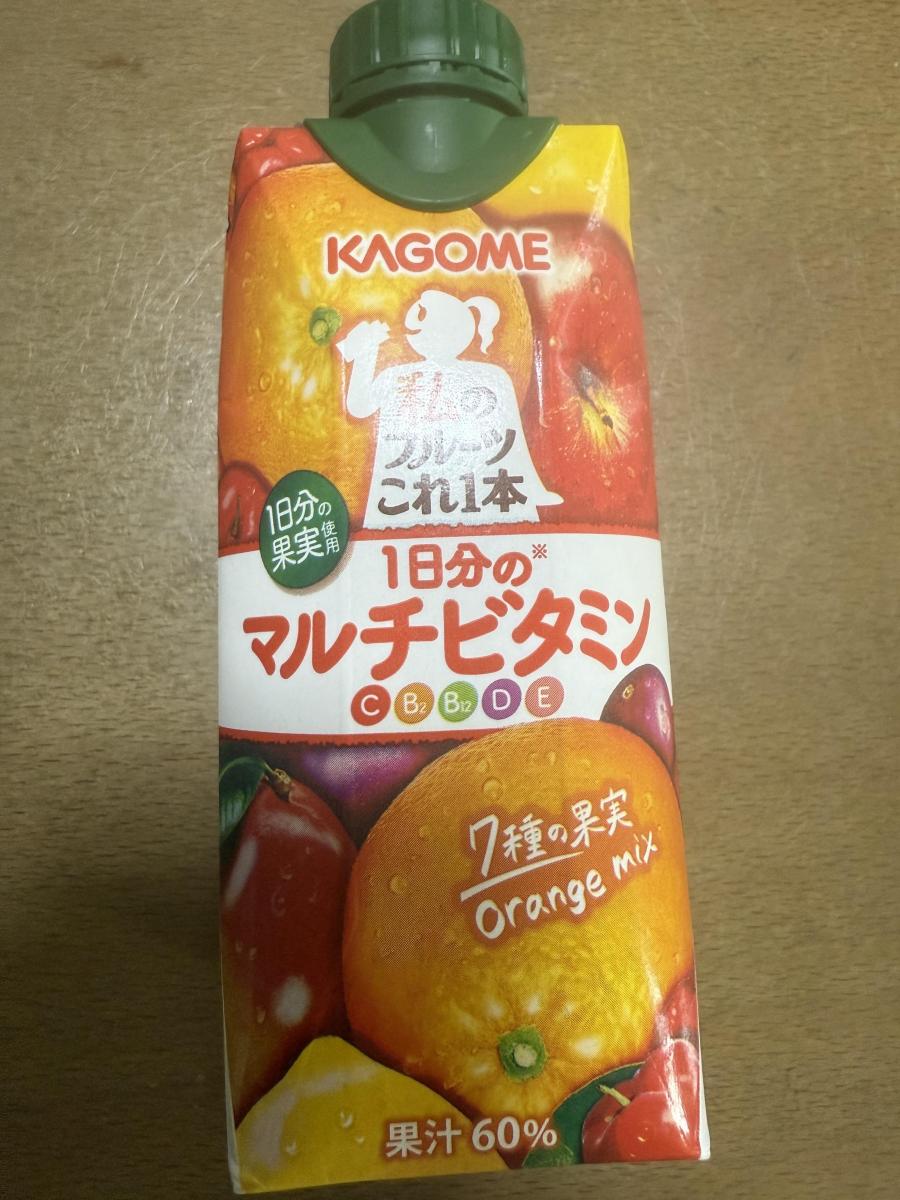 KAGOME
私の
フルーツ
これ1本
1日分の
果実使用
1日分の※
マルチビタミン
C B2 B12 D E
7種の果実
Orange mix
果汁60%